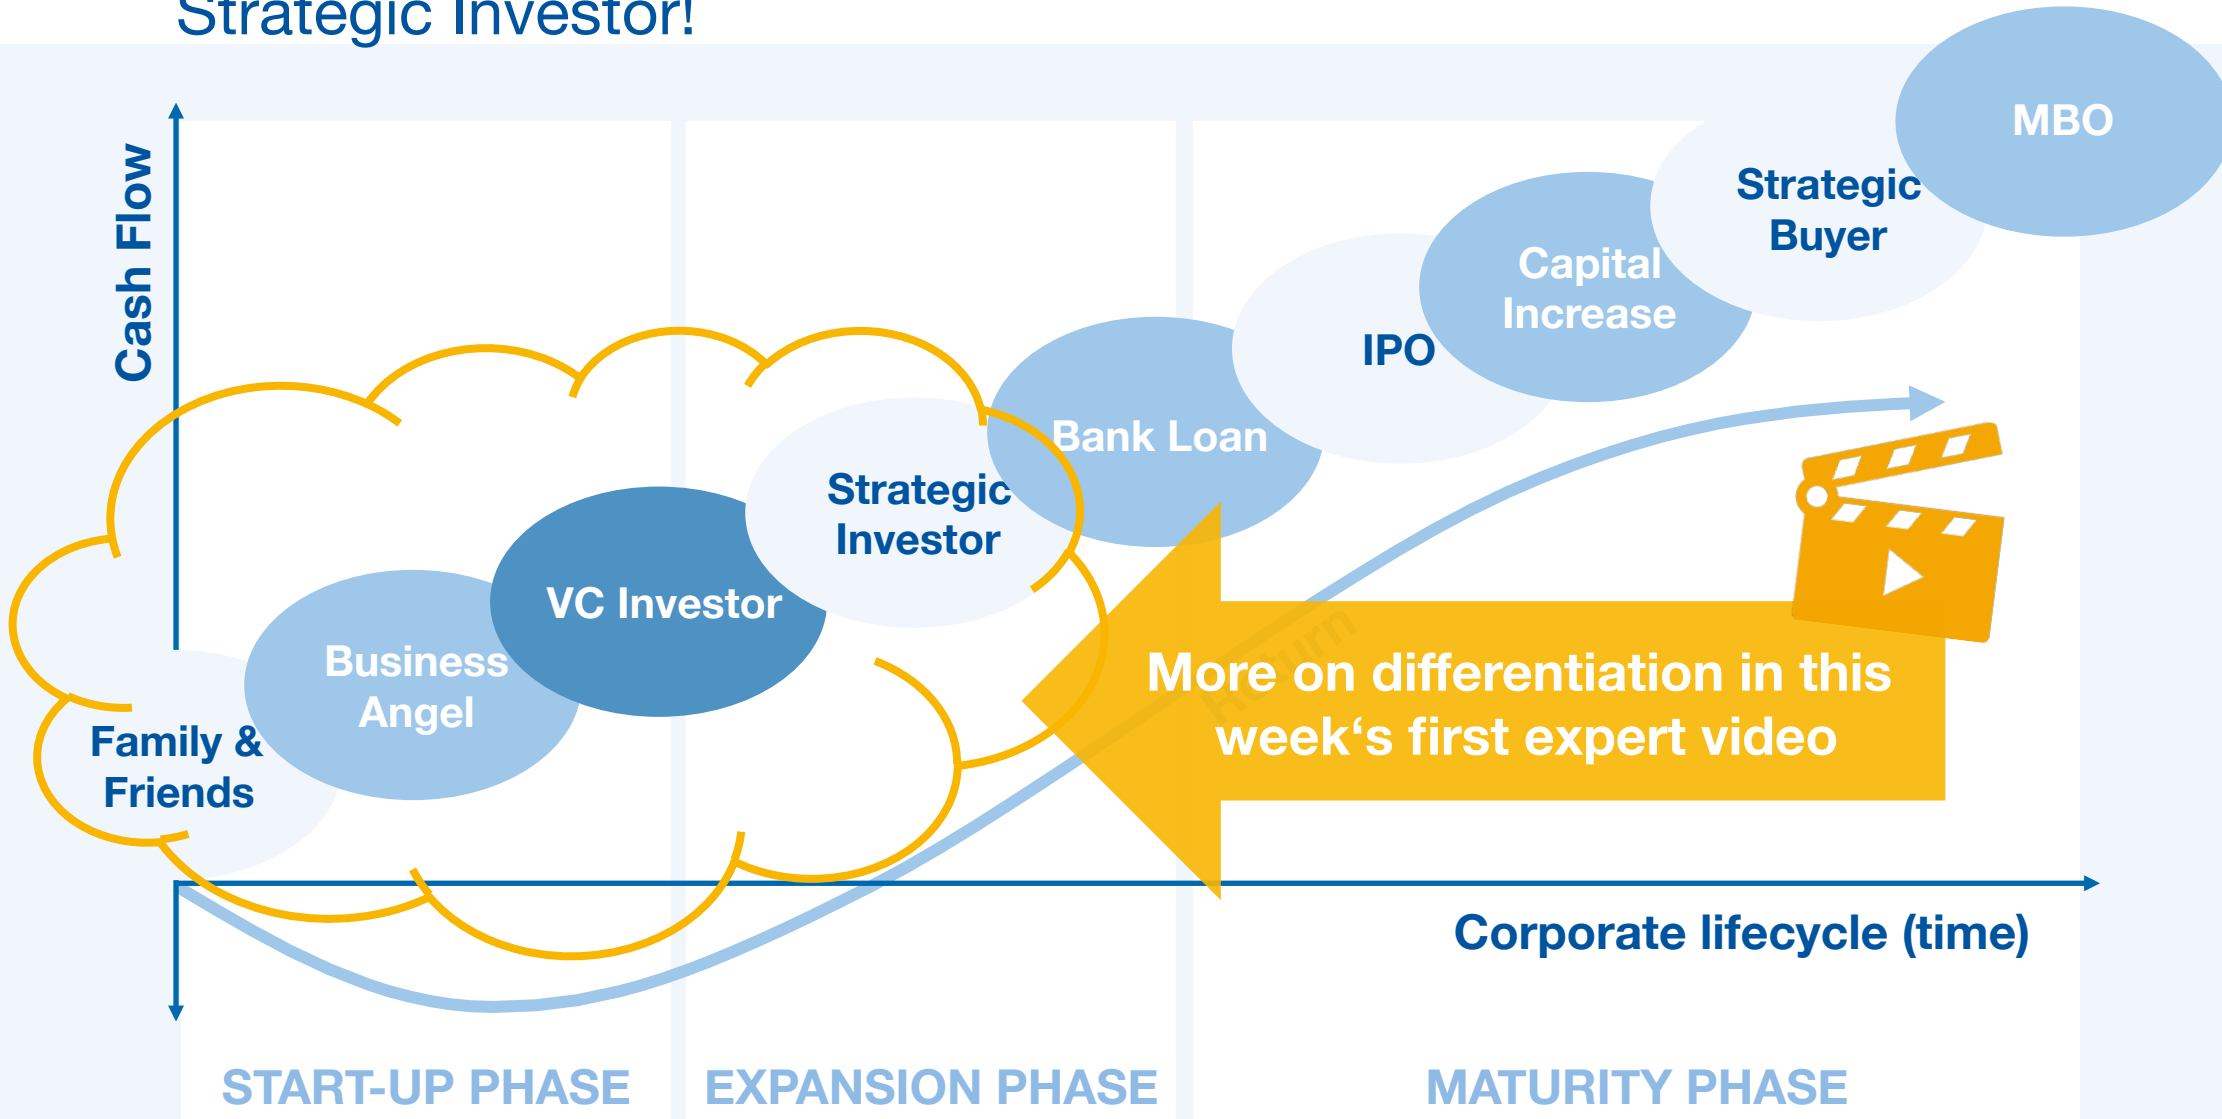 Strategic Investor!
MBO
Strategic
Buyer
Cash Flow
Capital
Increase
IPO
Bank Loan
Strategic
Investor
VC Investor
Business
Angel
Family &
Friends
Return
More on differentiation in this
week‘s first expert video
Corporate lifecycle (time)
START-UP PHASE
EXPANSION PHASE
MATURITY PHASE